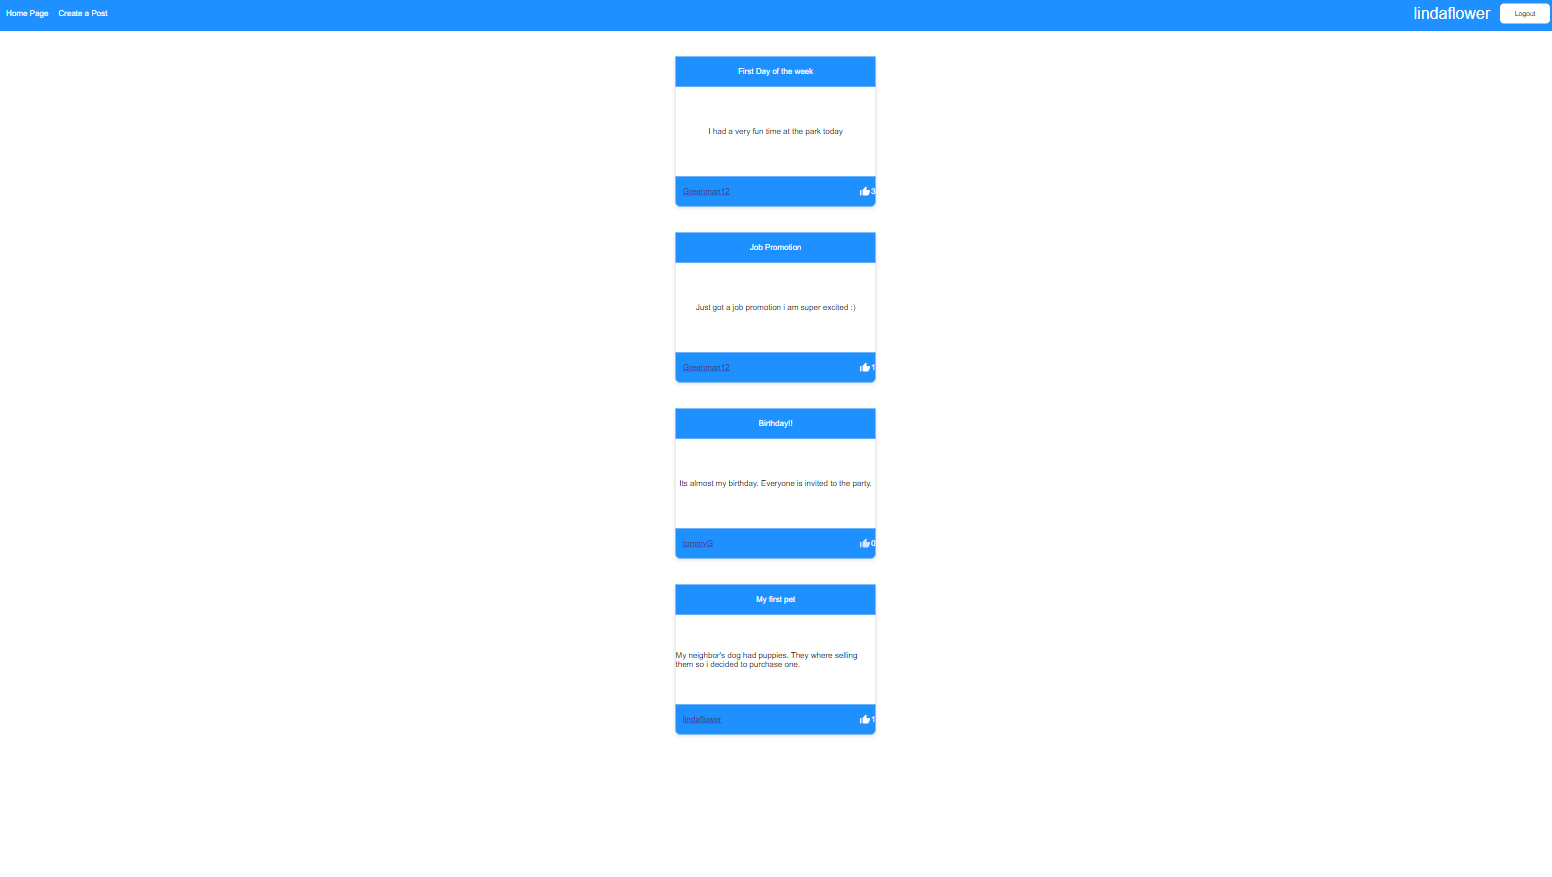 Home Page Create a Post lindaflower Logout
First Day of the week
I had a very fun time at the park today
Greenman12 3
Job Promotion
Just got a job promotion i am super excited :)
Greenman12 1
Birthday!!
Its almost my birthday. Everyone is invited to the party.
tommyG 0
My first pet
My neighbor's dog had puppies. They where selling
them so i decided to purchase one.
lindaflower 1